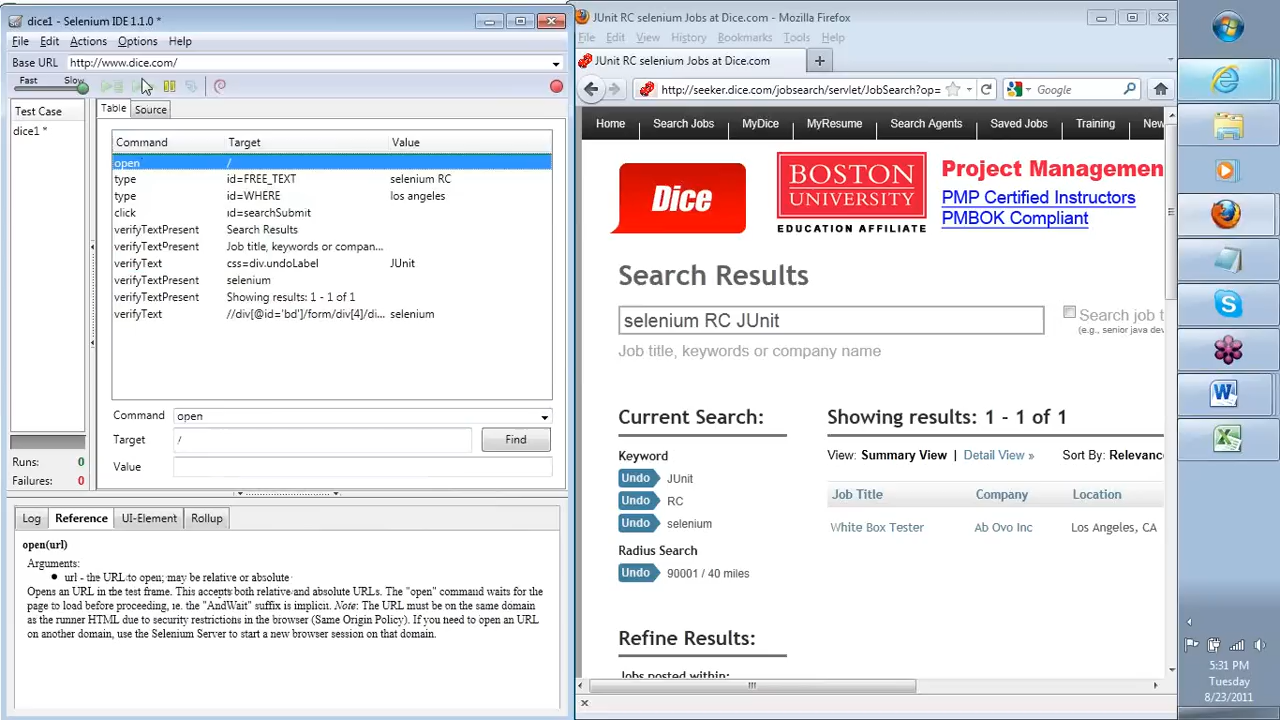 dice1 - Selenium IDE 1.1.0 *
File Edit Actions Options Help
Base URL http://www.dice.com/
Fast Slow
Test Case
dice1 *
Table Source
Command Target Value
open /
type id=FREE_TEXT selenium RC
type id=WHERE los angeles
click id=searchSubmit
verifyTextPresent Search Results
verifyTextPresent Job title, keywords or compan...
verifyText css=div.undoLabel JUnit
verifyTextPresent selenium
verifyTextPresent Showing results: 1 - 1 of 1
verifyText //div[@id='bd']/form/div[4]/di... selenium
Command open
Target / Find
Value
Runs: 0
Failures: 0
Log Reference UI-Element Rollup
open(url)
Arguments:
url - the URL to open; may be relative or absolute
Opens an URL in the test frame. This accepts both relative and absolute URLs. The "open" command waits for the
page to load before proceeding, ie. the "AndWait" suffix is implicit. Note: The URL must be on the same domain
as the runner HTML due to security restrictions in the browser (Same Origin Policy). If you need to open an URL
on another domain, use the Selenium Server to start a new browser session on that domain.
JUnit RC selenium Jobs at Dice.com - Mozilla Firefox
File Edit View History Bookmarks Tools Help
JUnit RC selenium Jobs at Dice.com
http://seeker.dice.com/jobsearch/servlet/JobSearch?op= Google
Home Search Jobs MyDice MyResume Search Agents Saved Jobs Training New
Dice
BOSTON
UNIVERSITY
EDUCATION AFFILIATE
Project Managemen
PMP Certified Instructors
PMBOK Compliant
Search Results
selenium RC JUnit
Search job t
(e.g., senior java dev
Job title, keywords or company name
Current Search:
Keyword
Undo JUnit
Undo RC
Undo selenium
Radius Search
Undo 90001 / 40 miles
Refine Results:
Jobs posted within:
Showing results: 1 - 1 of 1
View: Summary View | Detail View » Sort By: Relevance
Job Title Company Location
White Box Tester Ab Ovo Inc Los Angeles, CA
5:31 PM
Tuesday
8/23/2011